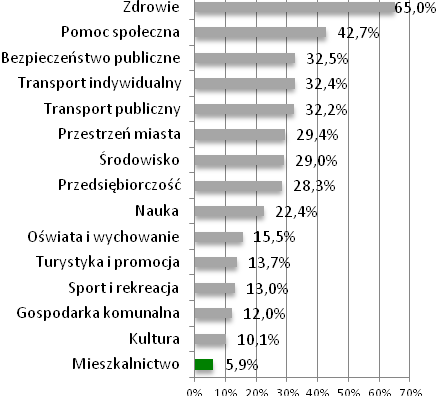 Zdrowie 65,0%
Pomoc społeczna 42,7%
Bezpieczeństwo publiczne 32,5%
Transport indywidualny 32,4%
Transport publiczny 32,2%
Przestrzeń miasta 29,4%
Środowisko 29,0%
Przedsiębiorczość 28,3%
Nauka 22,4%
Oświata i wychowanie 15,5%
Turystyka i promocja 13,7%
Sport i rekreacja 13,0%
Gospodarka komunalna 12,0%
Kultura 10,1%
Mieszkalnictwo 5,9%
0% 10% 20% 30% 40% 50% 60% 70%